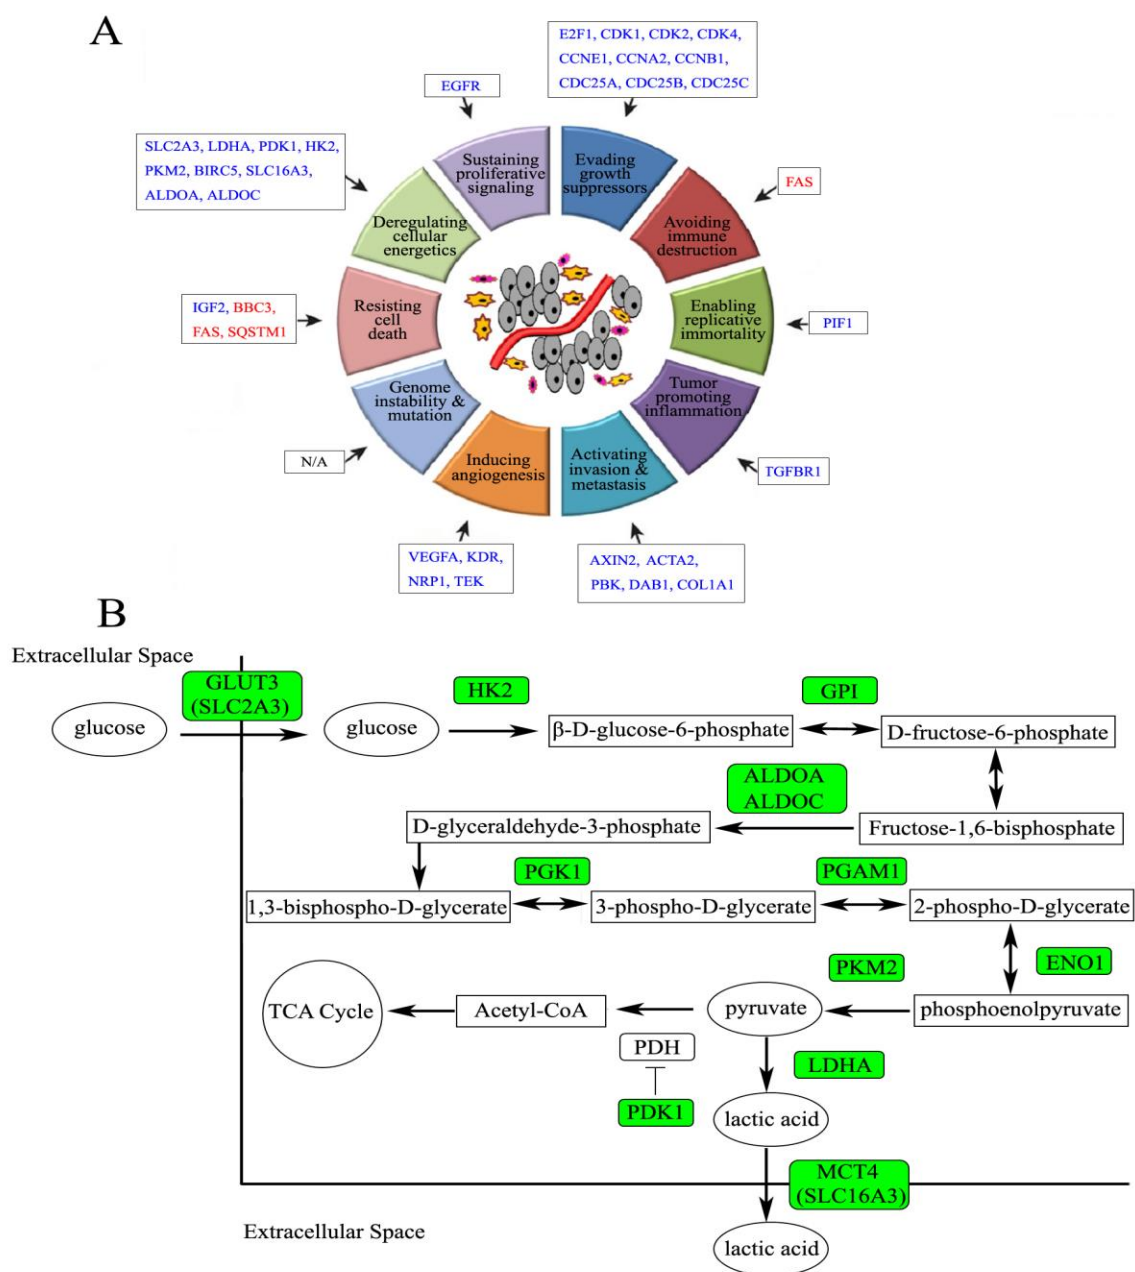 A
E2F1, CDK1, CDK2, CDK4,
CCNE1, CCNA2, CCNB1,
CDC25A, CDC25B, CDC25C
EGFR
SLC2A3, LDHA, PDK1, HK2,
PKM2, BIRC5, SLC16A3,
ALDOA, ALDOC
Sustaining
proliferative
signaling
Evading
growth
suppressors
FAS
Deregulating
cellular
energetics
Avoiding
immune
destruction
IGF2, BBC3,
FAS, SQSTM1
Resisting
cell
death
Enabling
replicative
immortality
PIF1
Genome
instability &
mutation
Tumor
promoting
inflammation
N/A
Inducing
angiogenesis
Activating
invasion &
metastasis
TGFBR1
VEGFA, KDR,
NRP1, TEK
AXIN2, ACTA2,
PBK, DAB1, COL1A1
B
Extracellular Space
GLUT3
(SLC2A3)
HK2
GPI
glucose
glucose
β-D-glucose-6-phosphate
D-fructose-6-phosphate
ALDOA
ALDOC
D-glyceraldehyde-3-phosphate
Fructose-1,6-bisphosphate
PGK1
PGAM1
1,3-bisphospho-D-glycerate
3-phospho-D-glycerate
2-phospho-D-glycerate
PKM2
ENO1
TCA Cycle
Acetyl-CoA
pyruvate
phosphoenolpyruvate
PDH
LDHA
PDK1
lactic acid
MCT4
(SLC16A3)
Extracellular Space
lactic acid